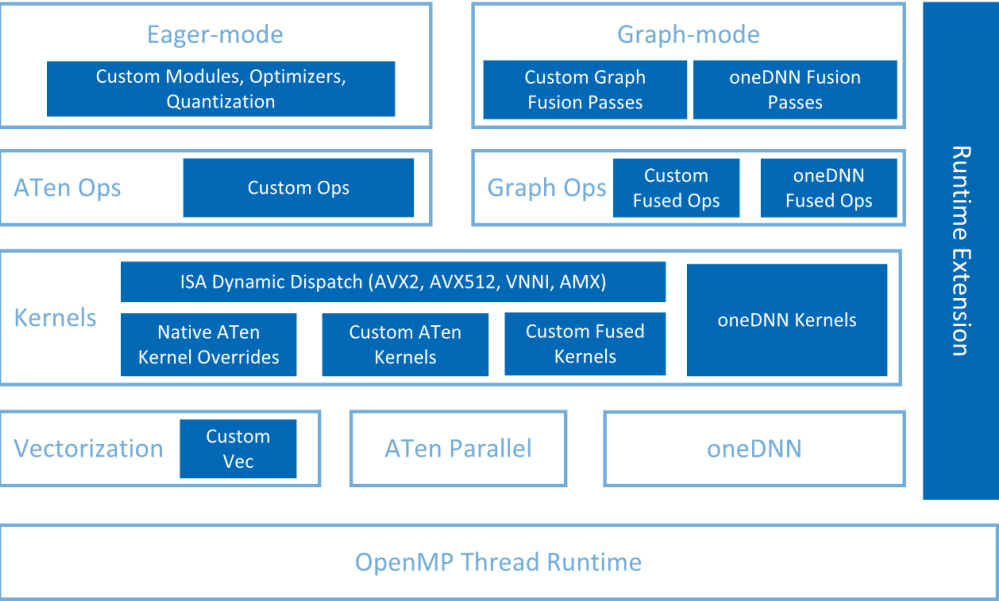 Eager-mode
Custom Modules, Optimizers,
Quantization
Graph-mode
Custom Graph
Fusion Passes
oneDNN Fusion
Passes
ATen Ops
Custom Ops
Graph Ops
Custom
Fused Ops
oneDNN
Fused Ops
Kernels
ISA Dynamic Dispatch (AVX2, AVX512, VNNI, AMX)
Native ATen
Kernel Overrides
Custom ATen
Kernels
Custom Fused
Kernels
oneDNN Kernels
Vectorization
Custom
Vec
ATen Parallel
oneDNN
Runtime Extension
OpenMP Thread Runtime